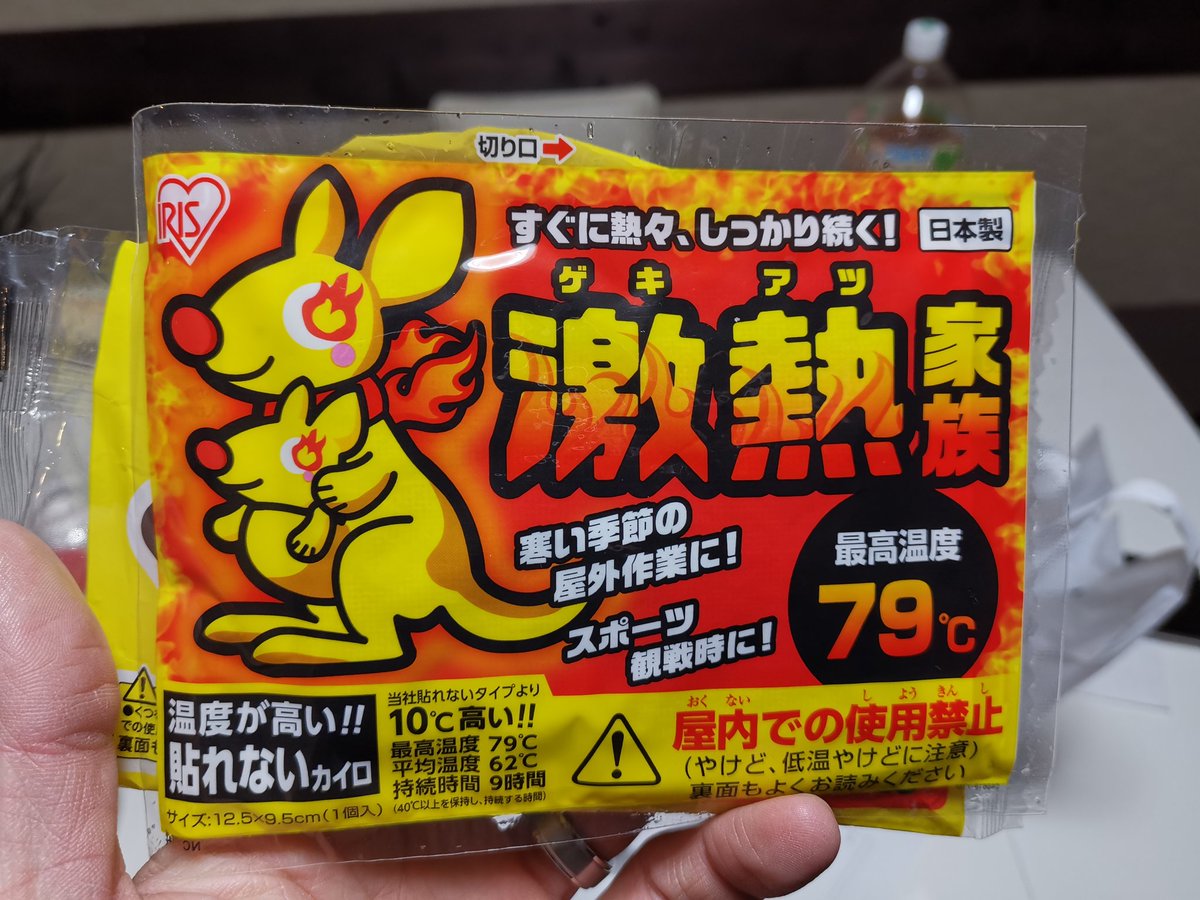 切り口
IRIS
すぐに熱々、しっかり続く!
日本製
ゲキアツ
激熱家族
寒い季節の
屋外作業に!
スポーツ
観戦時に!
最高温度
79℃
温度が高い!!
貼れないカイロ
サイズ:12.5×9.5cm(1個入)
当社貼れないタイプより
10℃高い!!
最高温度 79℃
平均温度 62℃
持続時間 9時間
(40℃以上を保持し、持続する時間)
おくない しようきんし
屋内での使用禁止
(やけど、低温やけどに注意)
裏面もよくお読みください
での使
裏面も